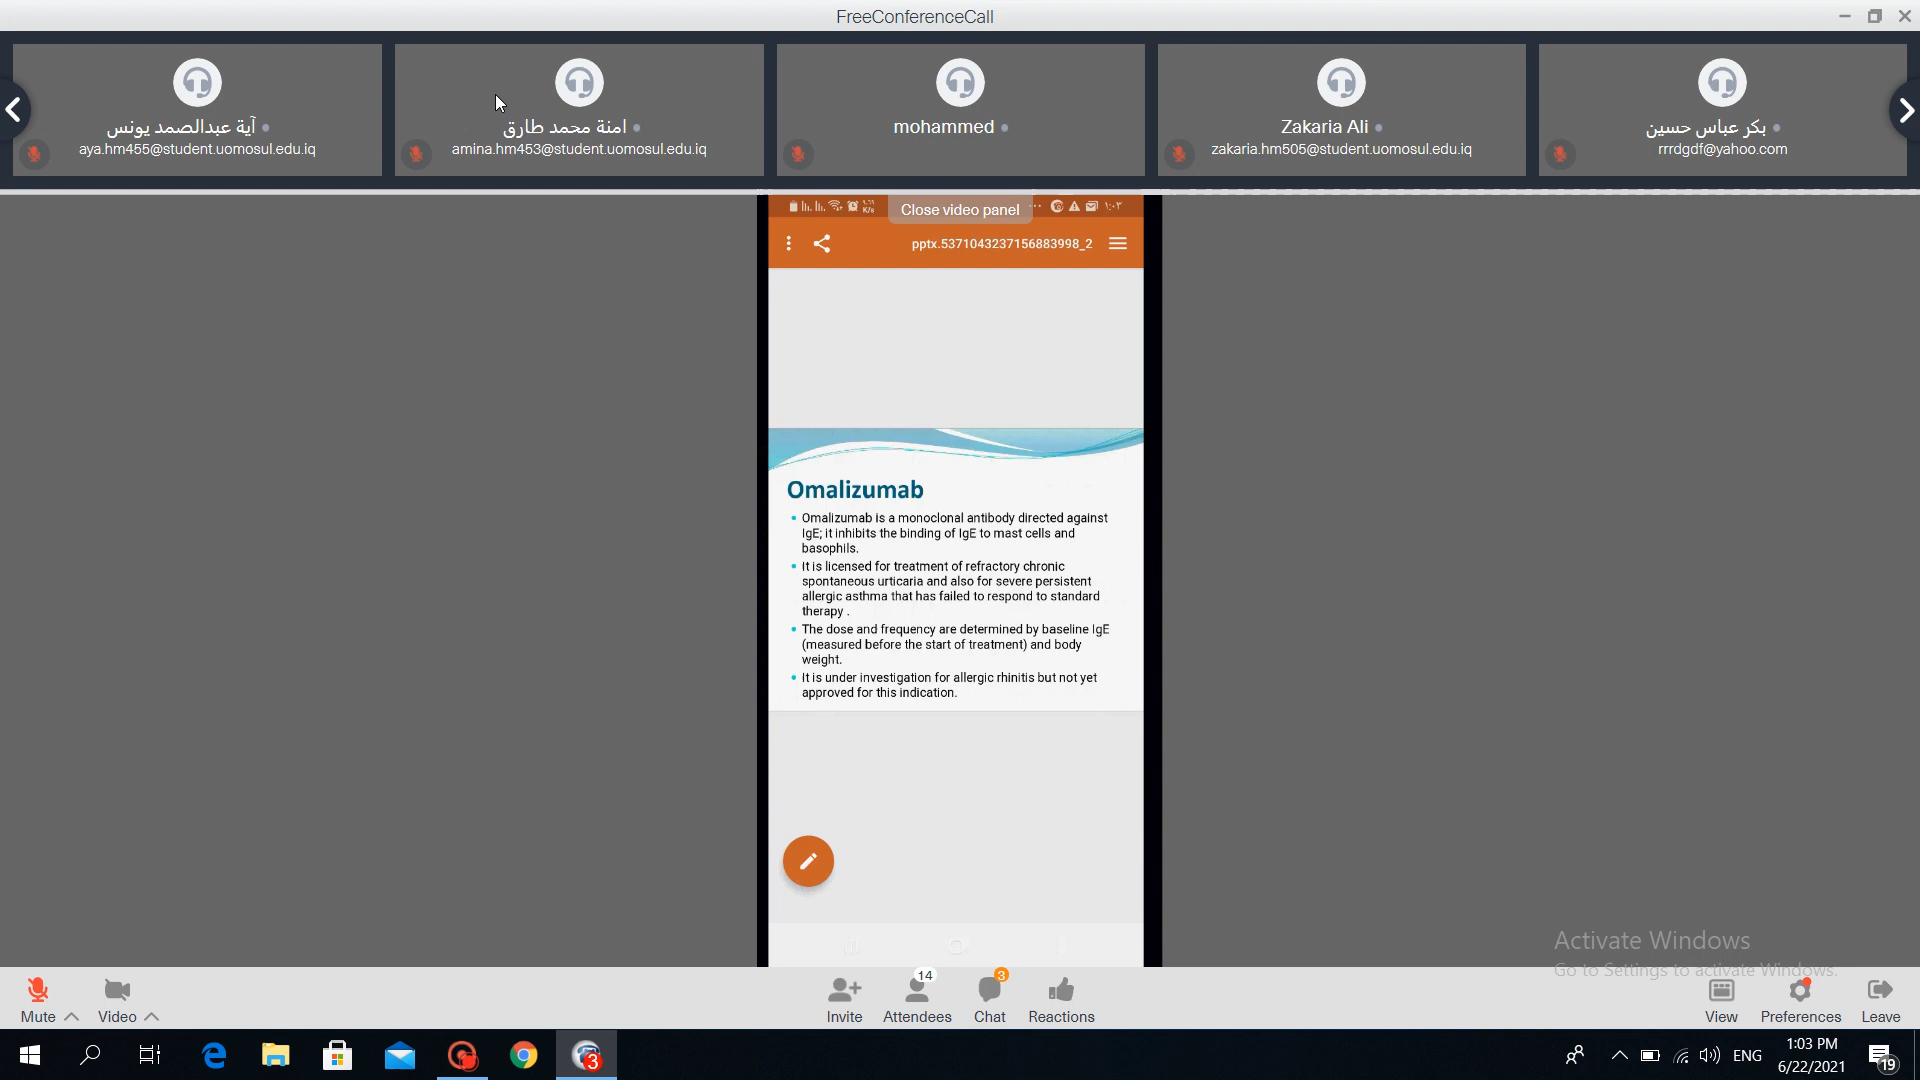 FreeConferenceCall
آية عبدالصمد يونس
aya.hm455@student.uomosul.edu.iq
امنة محمد طارق
amina.hm453@student.uomosul.edu.iq
mohammed
Zakaria Ali
zakaria.hm505@student.uomosul.edu.iq
بكر عباس حسين
rrrdgdf@yahoo.com
K/s
Close video panel
١:٠٣
pptx.5371043237156883998_2
Omalizumab
• Omalizumab is a monoclonal antibody directed against
IgE; it inhibits the binding of IgE to mast cells and
basophils.
• It is licensed for treatment of refractory chronic
spontaneous urticaria and also for severe persistent
allergic asthma that has failed to respond to standard
therapy .
• The dose and frequency are determined by baseline IgE
(measured before the start of treatment) and body
weight.
• It is under investigation for allergic rhinitis but not yet
approved for this indication.
Activate Windows
Go to Settings to activate Windows.
Mute
Video
Invite
14
Attendees
3
Chat
Reactions
View
Preferences
Leave
3
ENG
1:03 PM
6/22/2021
19